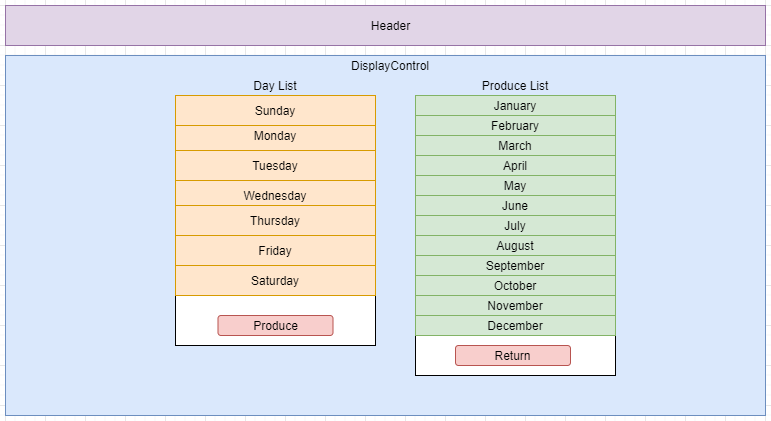 Header
DisplayControl
Day List
Sunday
Monday
Tuesday
Wednesday
Thursday
Friday
Saturday
Produce
Produce List
January
February
March
April
May
June
July
August
September
October
November
December
Return